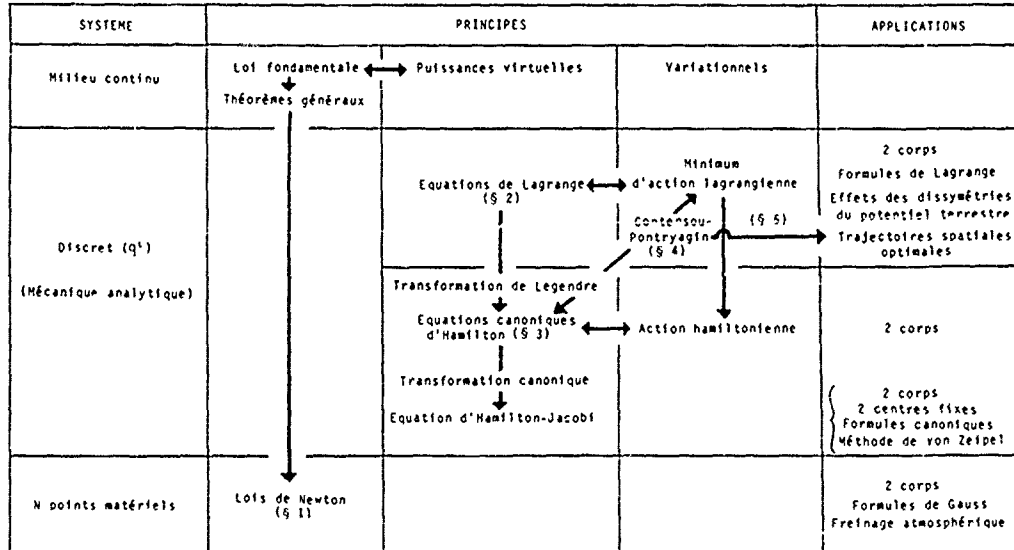 SYSTEME
PRINCIPES
APPLICATIONS
Milieu continu
Loi fondamentale
Puissances virtuelles
Variationnels
Théorèmes généraux
Discret (qⁱ)
(Mécanique analytique)
Equations de Lagrange
(§ 2)
Minimum
d'action lagrangienne
Contensou-
Pontryagin
(§ 4)
(§ 5)
2 corps
Formules de Lagrange
Effets des dissymétries
du potentiel terrestre
Trajectoires spatiales
optimales
Transformation de Legendre
Equations canoniques
d'Hamilton (§ 3)
Action hamiltonienne
2 corps
Transformation canonique
Equation d'Hamilton-Jacobi
2 corps
2 centres fixes
Formules canoniques
Méthode de von Zeipel
N points matériels
Lois de Newton
(§ 1)
2 corps
Formules de Gauss
Freinage atmosphérique